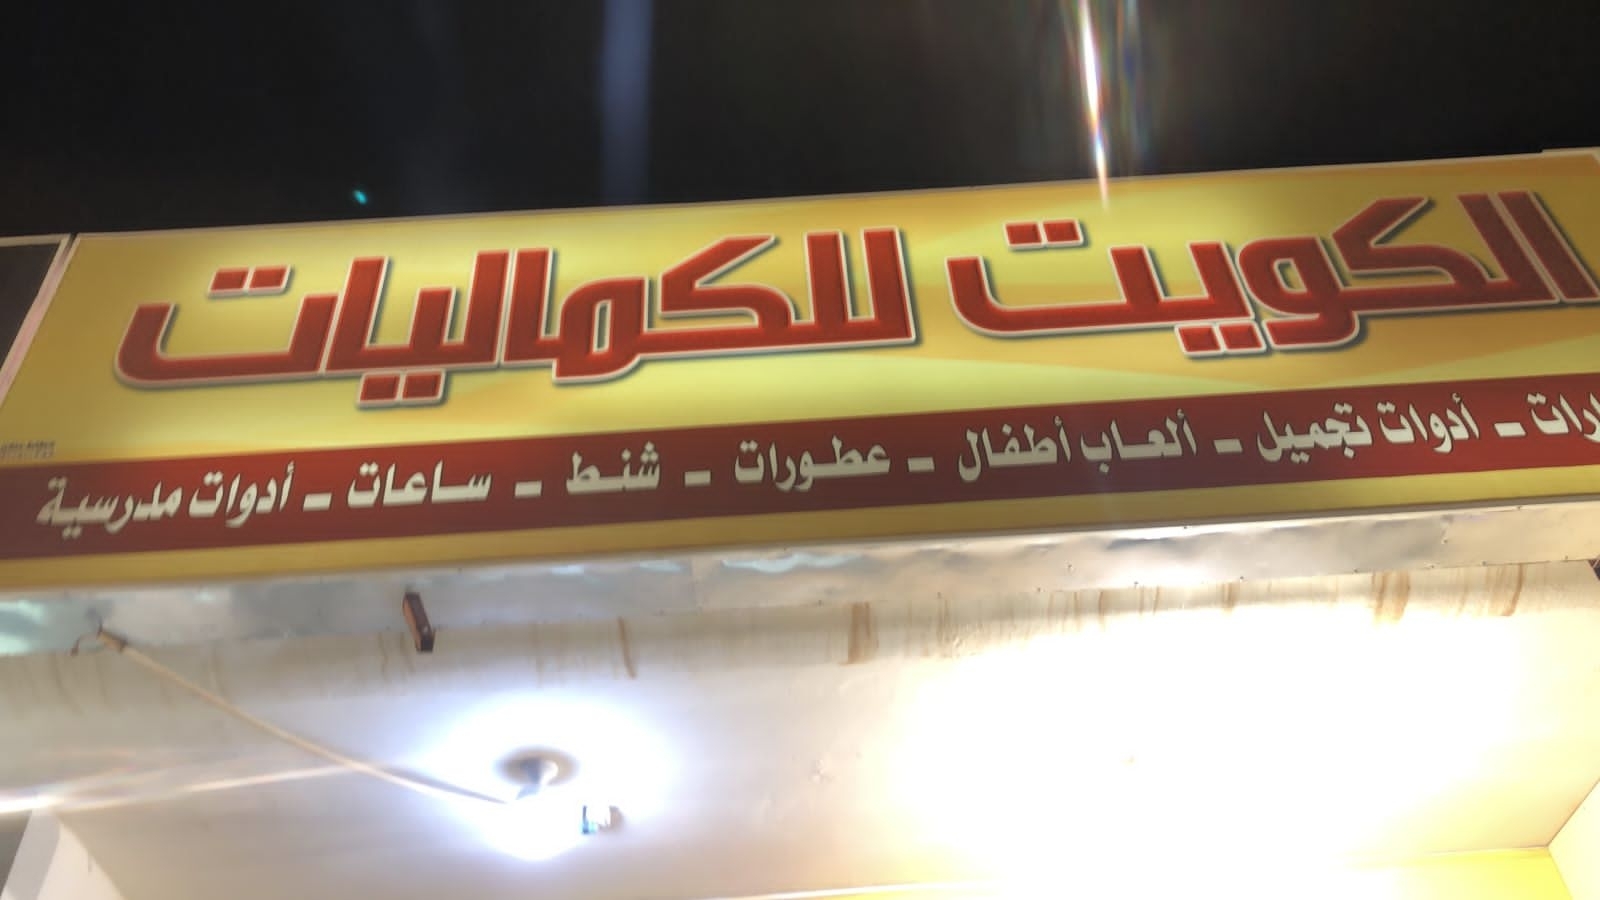 الكويت للكماليات
أدوات تجميل - ألعاب أطفال - عطورات - شنط - ساعات - أدوات مدرسية